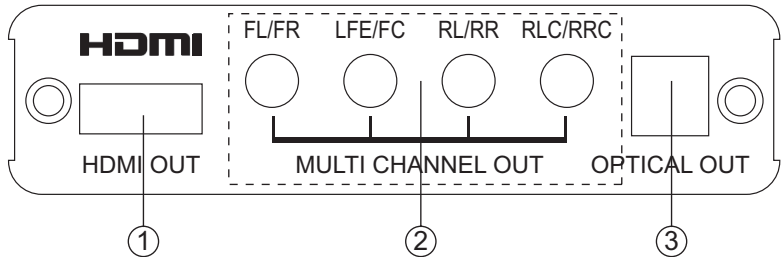 HDMI
FL/FR LFE/FC RL/RR RLC/RRC
HDMI OUT MULTI CHANNEL OUT OPTICAL OUT
1 2 3